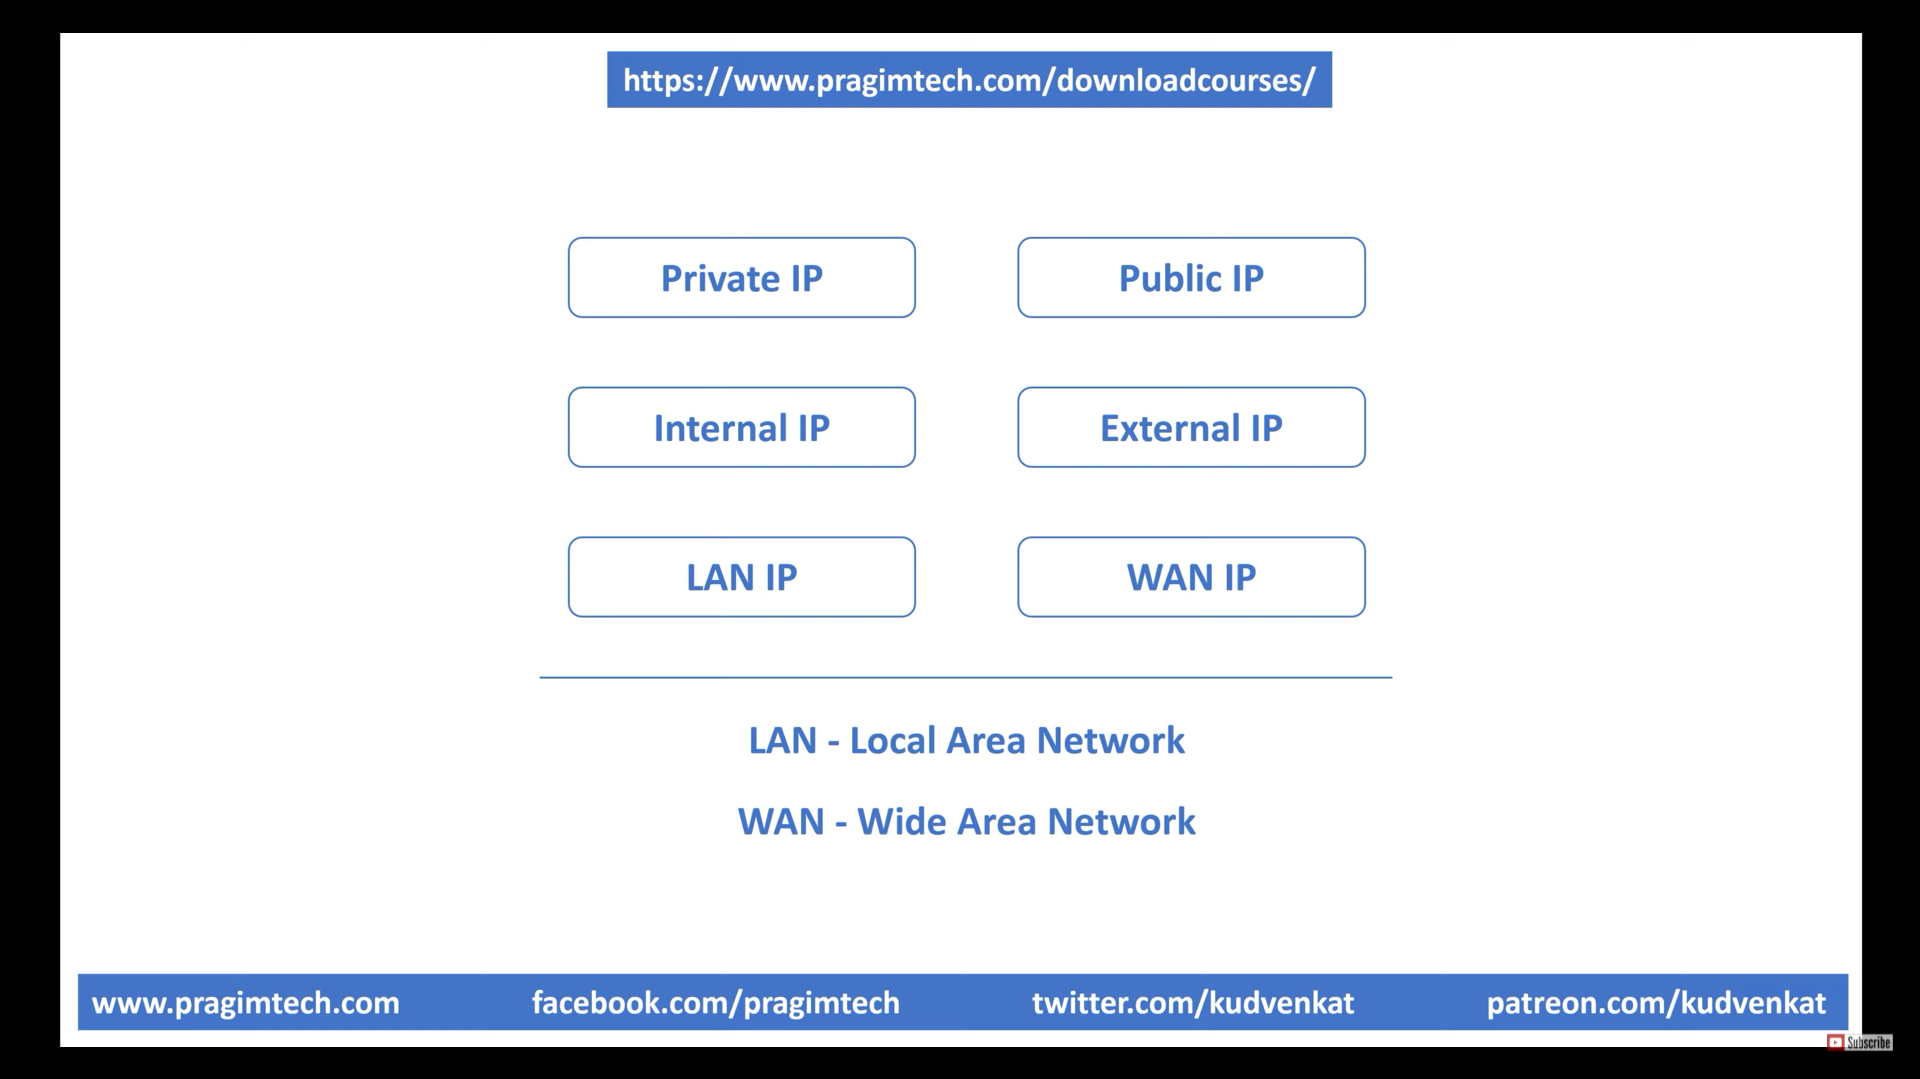 https://www.pragimtech.com/downloadcourses/
Private IP
Public IP
Internal IP
External IP
LAN IP
WAN IP
LAN - Local Area Network
WAN - Wide Area Network
www.pragimtech.com
facebook.com/pragimtech
twitter.com/kudvenkat
patreon.com/kudvenkat
Subscribe